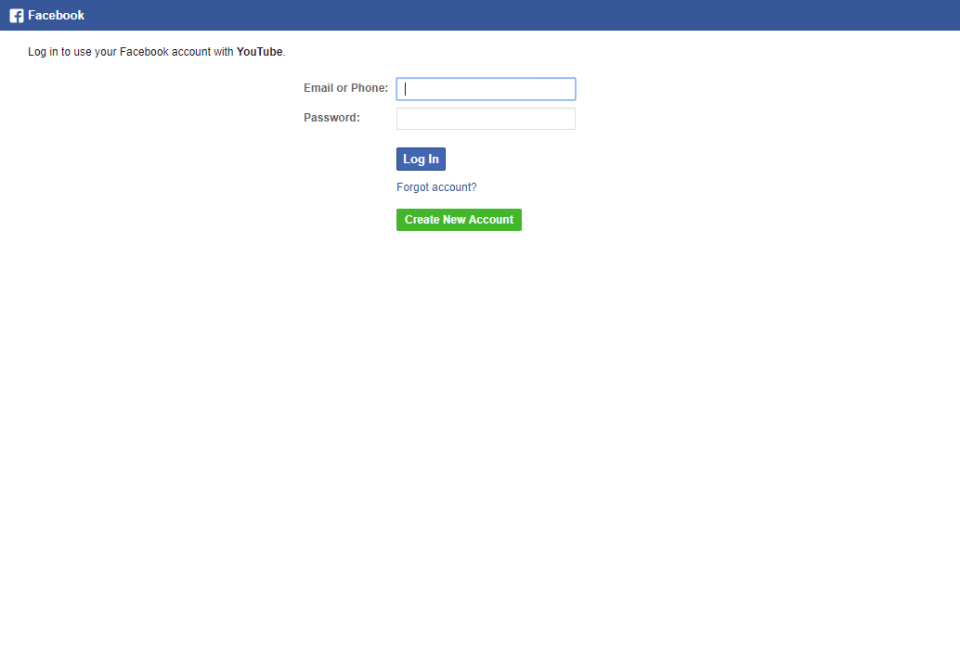 Facebook
Log in to use your Facebook account with YouTube.
Email or Phone:
Password:
Log In
Forgot account?
Create New Account